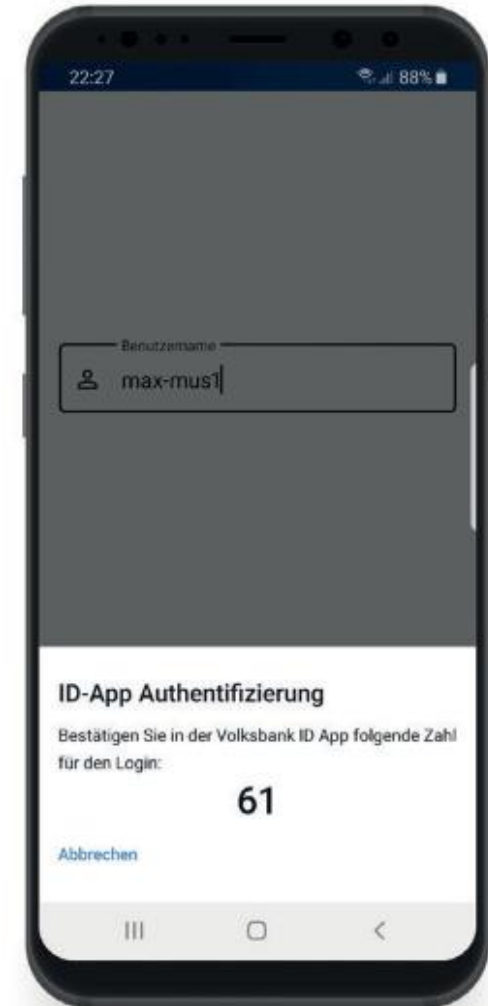 22:27
88%
Benutzername
max-mus1
ID-App Authentifizierung
Bestätigen Sie in der Volksbank ID App folgende Zahl
für den Login:
61
Abbrechen